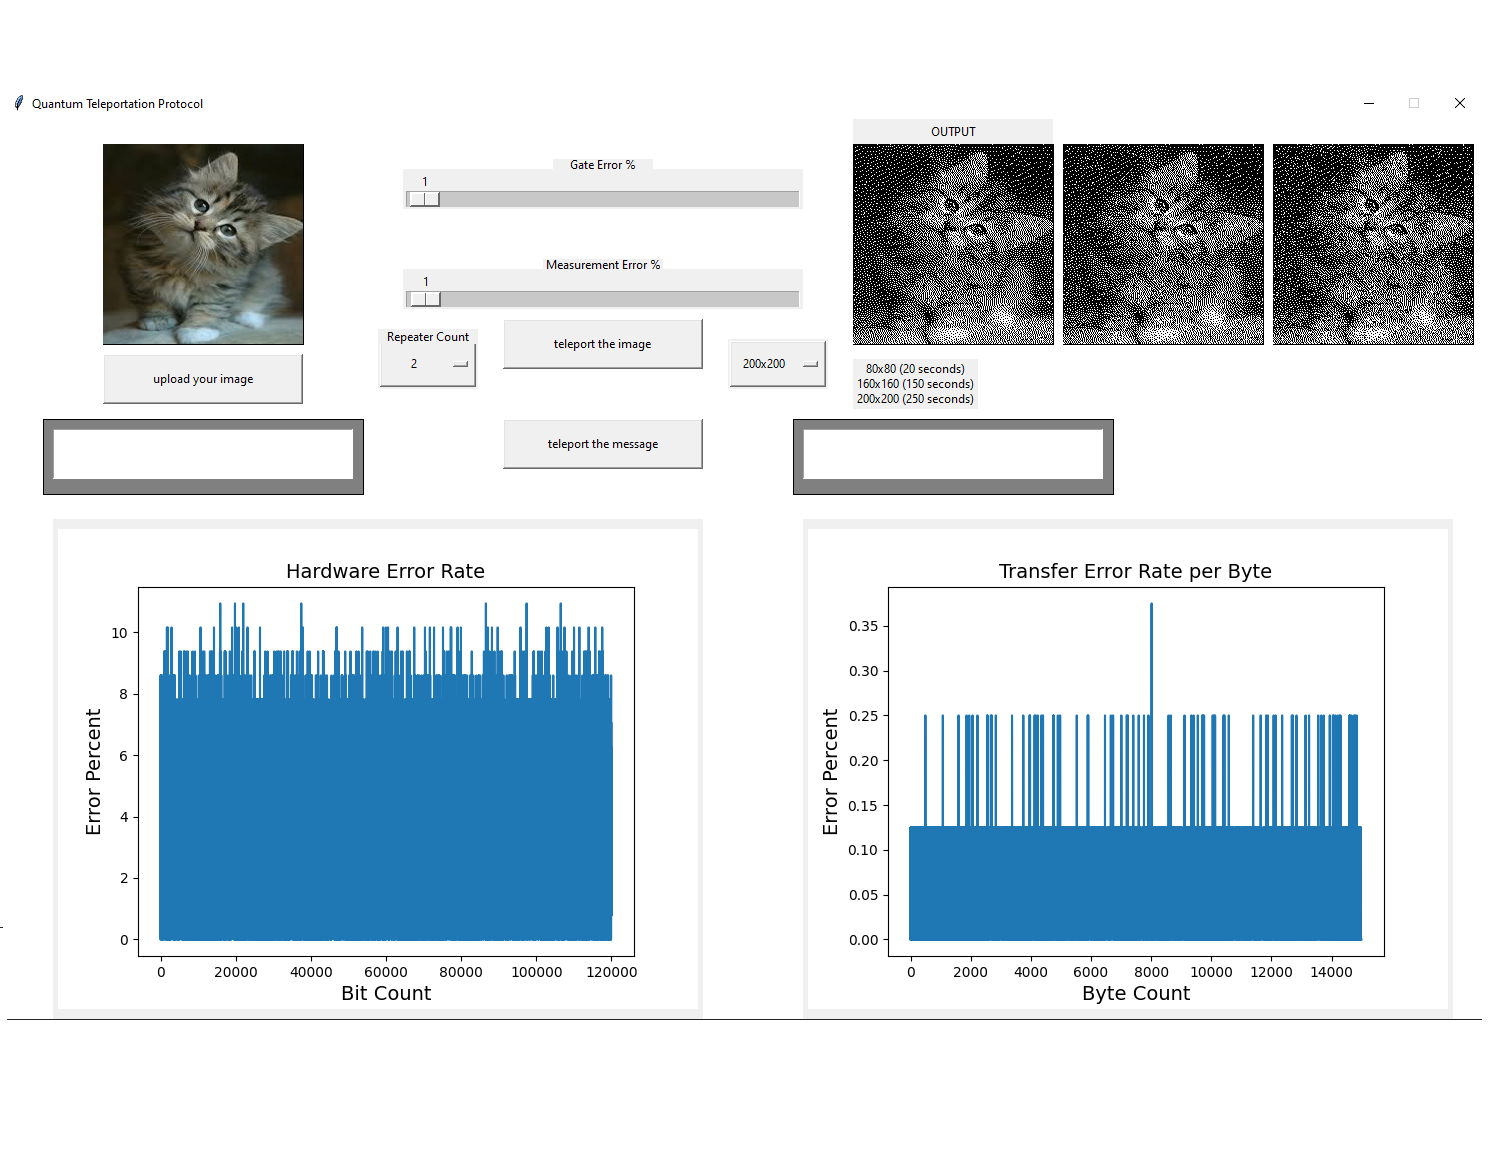 Quantum Teleportation Protocol
OUTPUT
Gate Error %
1
Measurement Error %
1
Repeater Count
2
teleport the image
200x200
80x80 (20 seconds)
160x160 (150 seconds)
200x200 (250 seconds)
upload your image
teleport the message
Hardware Error Rate
10
8
6
4
2
0
Error Percent
0
20000
40000
60000
80000
100000
120000
Bit Count
Transfer Error Rate per Byte
0.35
0.30
0.25
0.20
0.15
0.10
0.05
0.00
Error Percent
0
2000
4000
6000
8000
10000
12000
14000
Byte Count